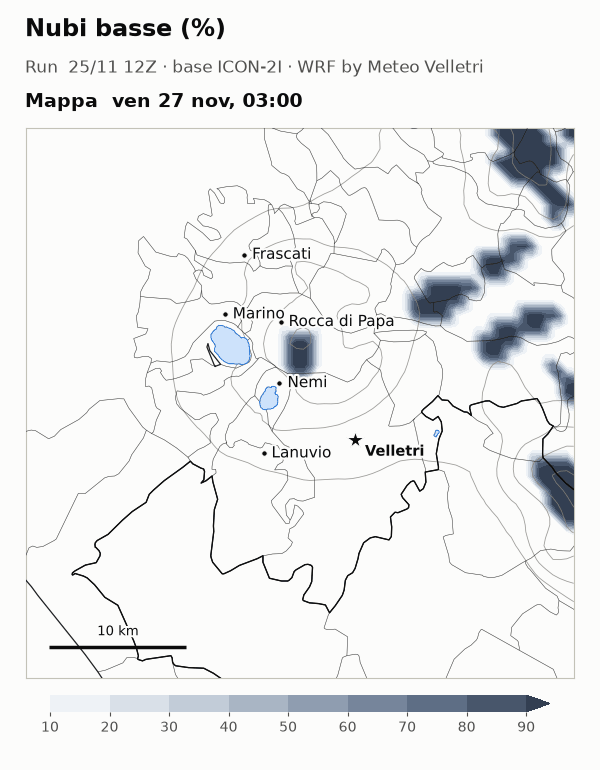 Nubi basse (%)
Run  25/11 12Z · base ICON-2I · WRF by Meteo Velletri
Mappa  ven 27 nov, 03:00
Frascati
Marino
Rocca di Papa
Nemi
Velletri
Lanuvio
10 km
10 20 30 40 50 60 70 80 90